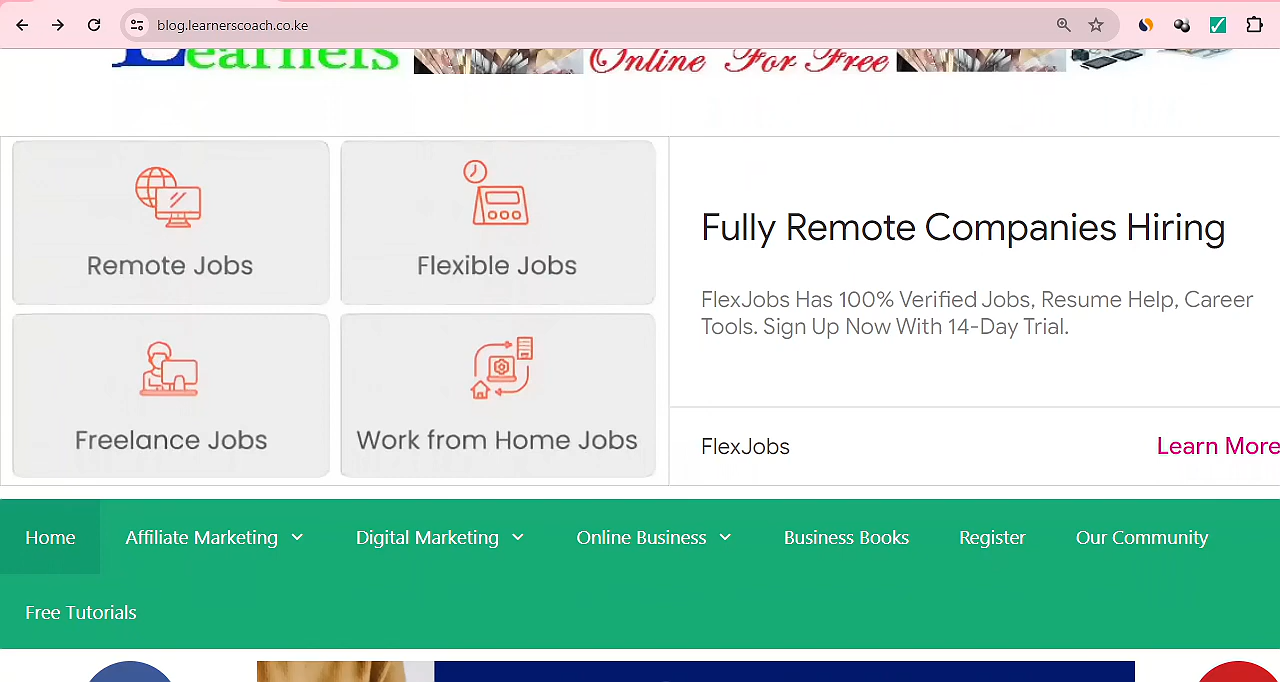 blog.learnerscoach.co.ke
Learners
Online For Free
Remote Jobs
Flexible Jobs
Freelance Jobs
Work from Home Jobs
Fully Remote Companies Hiring
FlexJobs Has 100% Verified Jobs, Resume Help, Career
Tools. Sign Up Now With 14-Day Trial.
FlexJobs
Learn More
Home
Affiliate Marketing
Digital Marketing
Online Business
Business Books
Register
Our Community
Free Tutorials